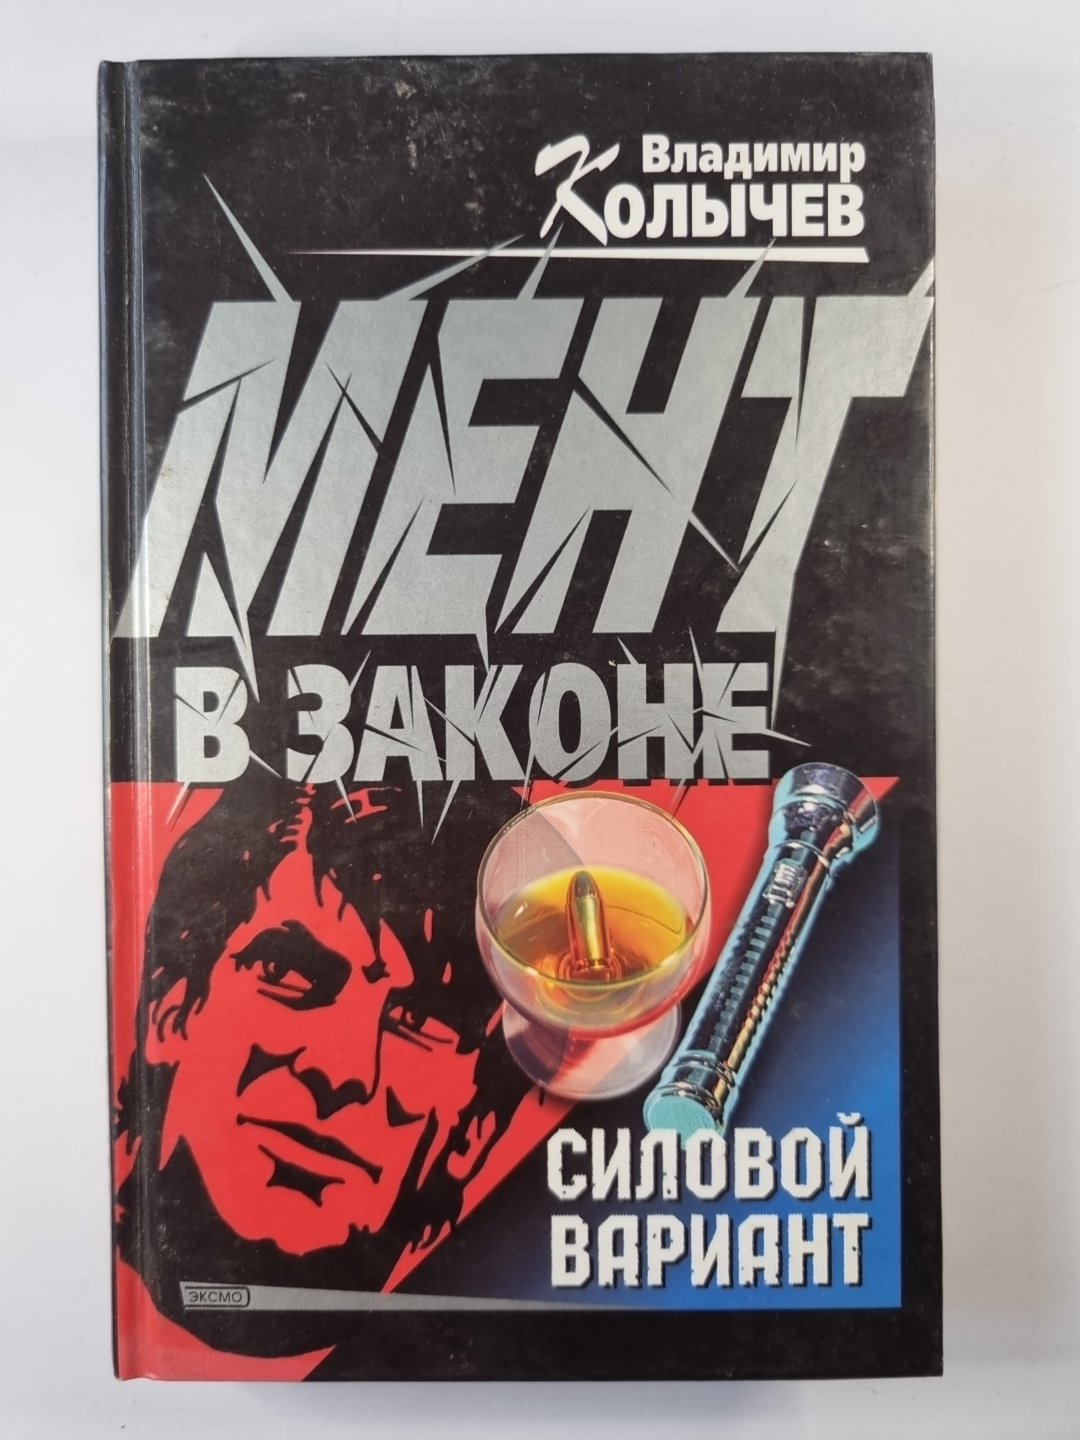 Владимир
КОЛЫЧЕВ
МЕНТ
В ЗАКОНЕ
СИЛОВОЙ
ВАРИАНТ
ЭКСМО